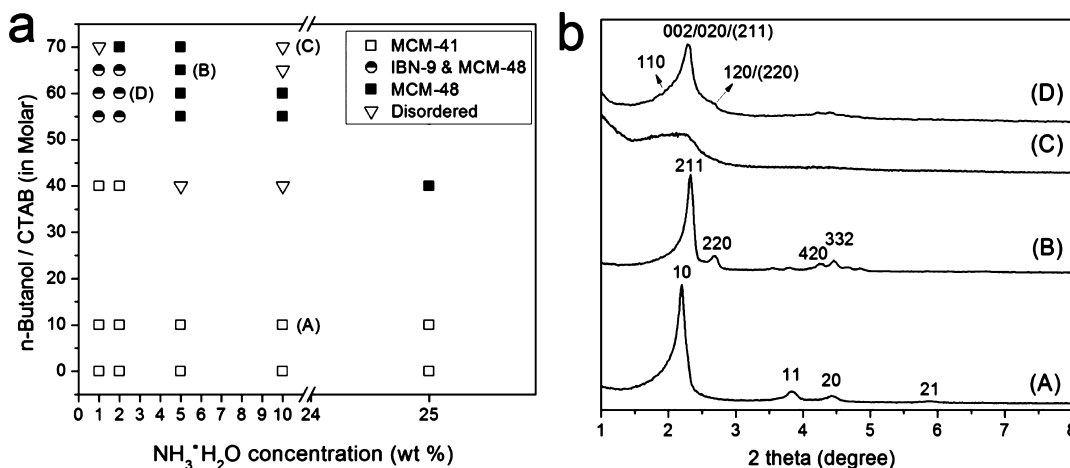 a
n-Butanol / CTAB (in Molar)
70
60
50
40
30
20
10
0
0 1 2 3 4 5 6 7 8 9 10 24 25
NH₃•H₂O concentration (wt %)
MCM-41
IBN-9 & MCM-48
MCM-48
Disordered
(C)
(B)
(D)
(A)
b
002/020/(211)
110
120/(220)
(D)
(C)
211
220
420
332
(B)
10
11
20
21
(A)
1 2 3 4 5 6 7 8
2 theta (degree)